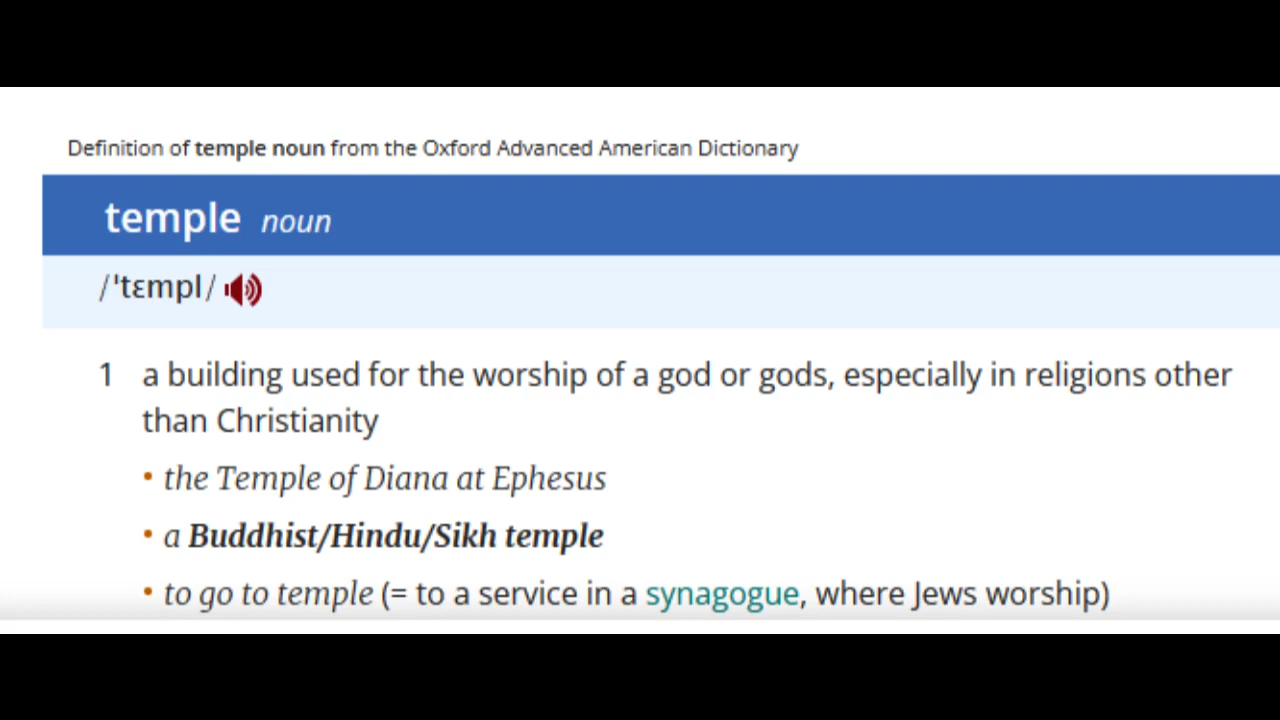 Definition of temple noun from the Oxford Advanced American Dictionary
temple noun
/ˈtɛmpl/
1 a building used for the worship of a god or gods, especially in religions other
than Christianity
• the Temple of Diana at Ephesus
• a Buddhist/Hindu/Sikh temple
• to go to temple (= to a service in a synagogue, where Jews worship)